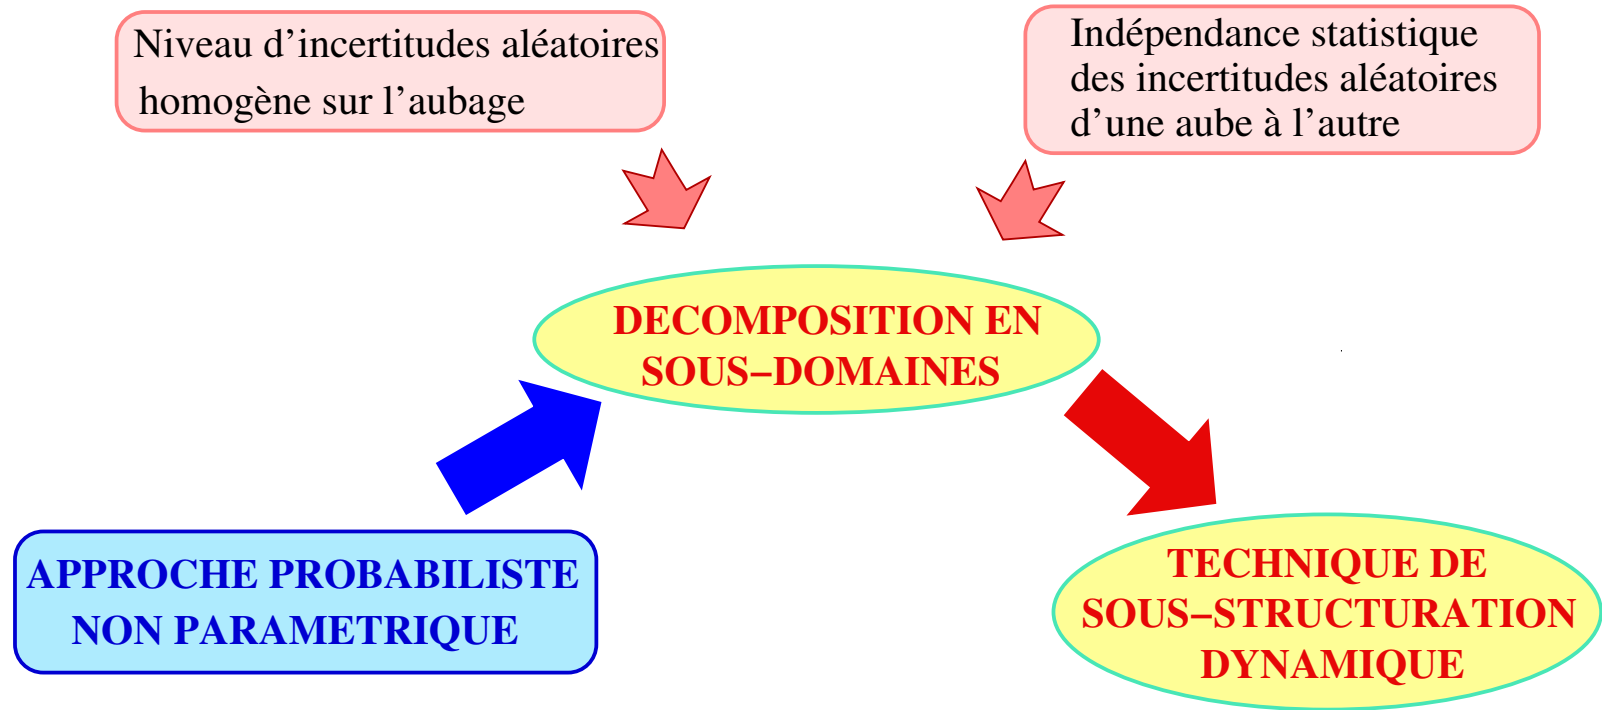 Niveau d’incertitudes aléatoires
homogène sur l’aubage
Indépendance statistique
des incertitudes aléatoires
d’une aube à l’autre
DECOMPOSITION EN
SOUS−DOMAINES
APPROCHE PROBABILISTE
NON PARAMETRIQUE
TECHNIQUE DE
SOUS−STRUCTURATION
DYNAMIQUE